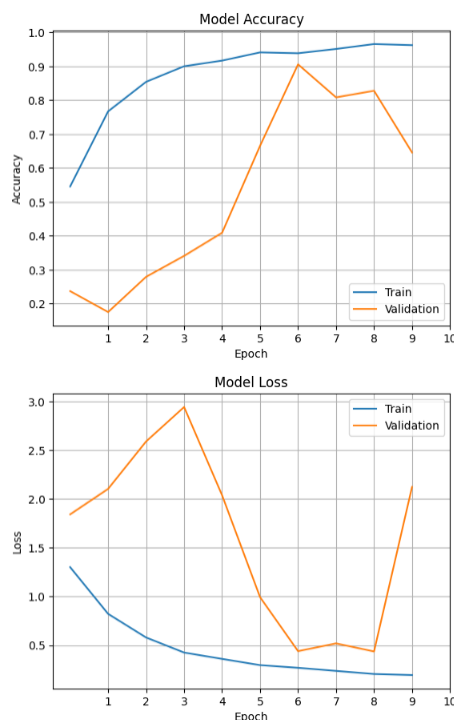 Model Accuracy
1.0
0.9
0.8
0.7
0.6
0.5
0.4
0.3
0.2
Accuracy
Train
Validation
1 2 3 4 5 6 7 8 9 10
Epoch
Model Loss
3.0
2.5
2.0
1.5
1.0
0.5
Loss
Train
Validation
1 2 3 4 5 6 7 8 9 10
Epoch